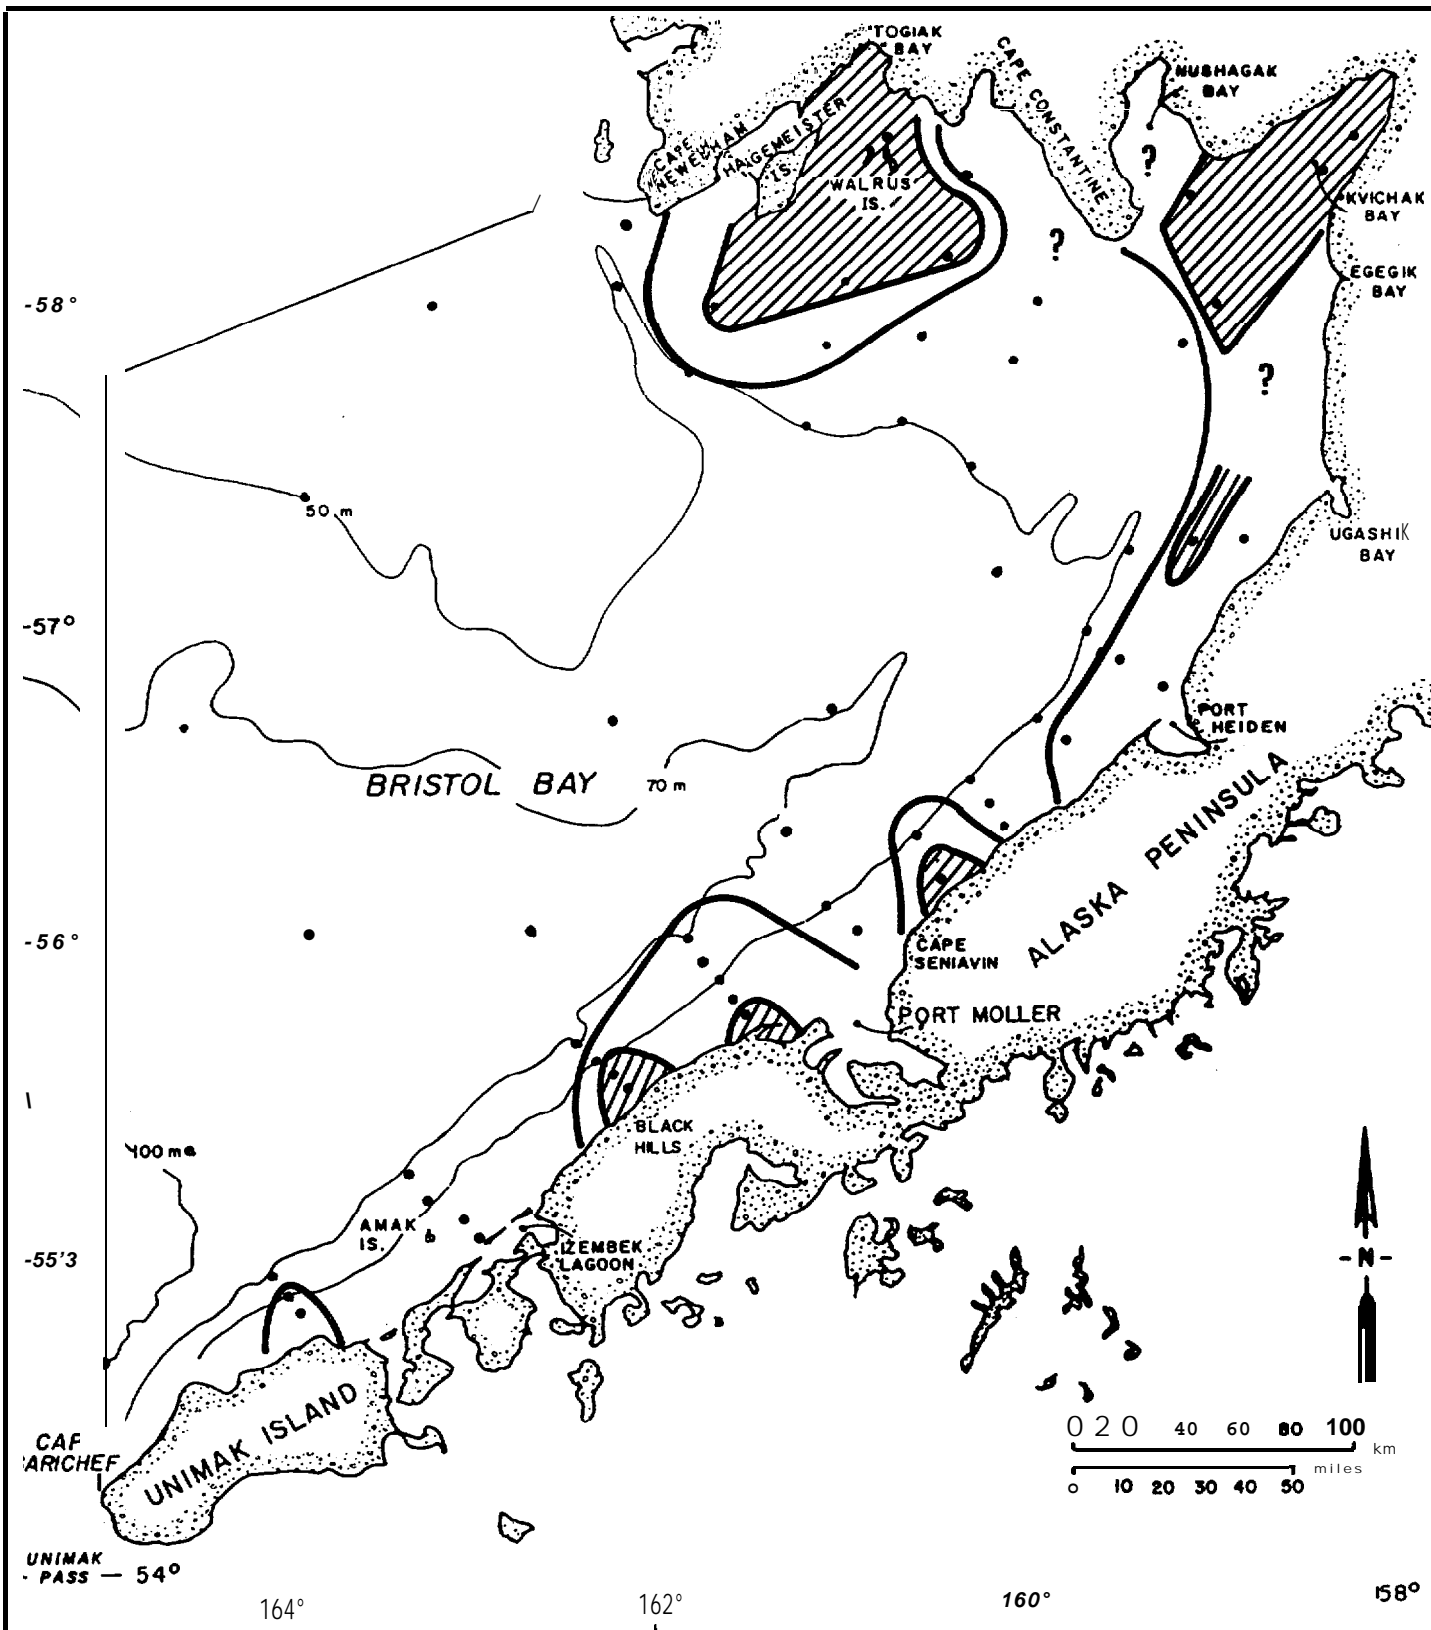 TOGIAK
BAY
CAPE CONSTANTINE
NUSHAGAK
BAY
CAPE
NEWENHAM
HAGEMEISTER
IS.
WALRUS
IS.
?
?
KVICHAK
BAY
EGEGIK
BAY
-58°
?
50 m
UGASHIK
BAY
-57°
PORT
HEIDEN
BRISTOL BAY
70 m
ALASKA PENINSULA
-56°
CAPE
SENIAVIN
PORT MOLLER
BLACK
HILLS
100 m
AMAK
IS.
IZEMBEK
LAGOON
-55'3
- N -
UNIMAK ISLAND
CAP
ARICHEF
0 20 40 60 80 100
km
miles
0 10 20 30 40 50
UNIMAK
- PASS — 54°
164° 162° 160° 158°